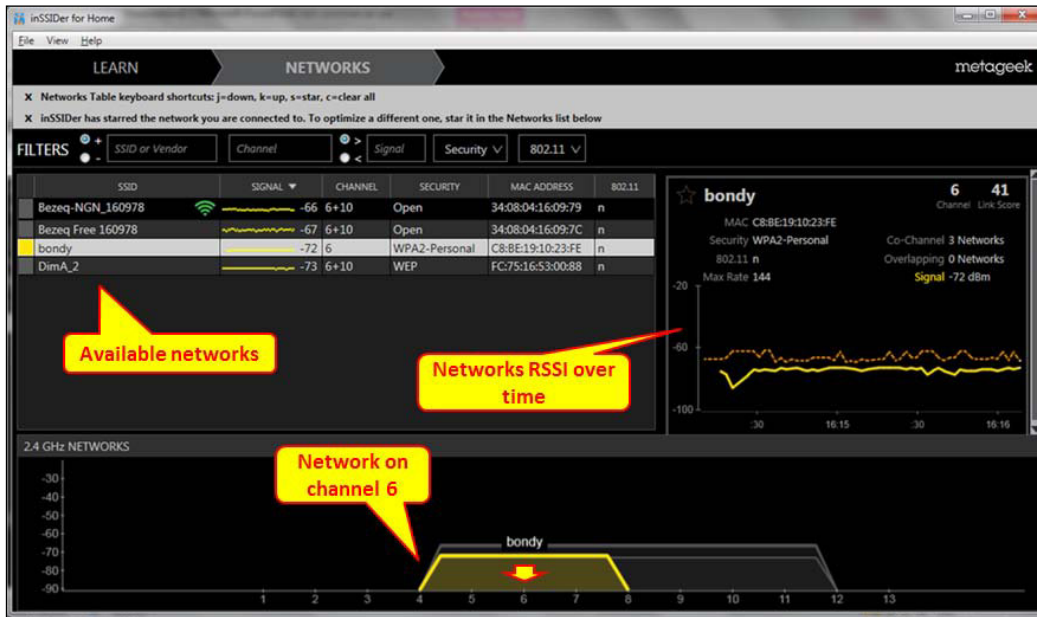 inSSIDer for Home
File View Help
LEARN NETWORKS metageek
x Networks Table keyboard shortcuts: j=down, k=up, s=star, c=clear all
x inSSIDer has starred the network you are connected to. To optimize a different one, star it in the Networks list below
FILTERS + - SSID or Vendor Channel > < Signal Security 802.11
SSID SIGNAL CHANNEL SECURITY MAC ADDRESS 802.11
Bezeq-NGN_160978 -66 6+10 Open 34:08:04:16:09:79 n
Bezeq Free 160978 -67 6+10 Open 34:08:04:16:09:7C n
bondy -72 6 WPA2-Personal C8:BE:19:10:23:FE n
DimA_2 -73 6+10 WEP FC:75:16:53:00:88 n
Available networks
bondy 6 41
Channel Link Score
MAC C8:BE:19:10:23:FE
Security WPA2-Personal Co-Channel 3 Networks
802.11 n Overlapping 0 Networks
Max Rate 144 Signal -72 dBm
-20
-60
-100
:30 16:15 :30 16:16
Networks RSSI over
time
2.4 GHz NETWORKS
Network on
channel 6
-30
-40
-50
-60
-70
-80
-90
bondy
1 2 3 4 5 6 7 8 9 10 11 12 13